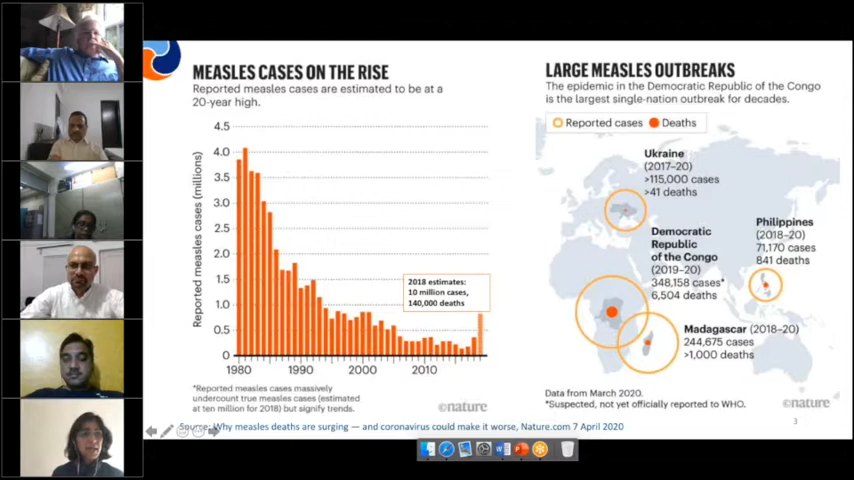 MEASLES CASES ON THE RISE
Reported measles cases are estimated to be at a
20-year high.
4.5
4.0
3.5
3.0
2.5
2.0
1.5
1.0
0.5
0
Reported measles cases (millions)
1980
1990
2000
2010
2018 estimates:
10 million cases,
140,000 deaths
*Reported measles cases massively
undercount true measles cases (estimated
at ten million for 2018) but signify trends.
©nature
LARGE MEASLES OUTBREAKS
The epidemic in the Democratic Republic of the Congo
is the largest single-nation outbreak for decades.
Reported cases Deaths
Ukraine
(2017–20)
>115,000 cases
>41 deaths
Democratic
Republic
of the Congo
(2019–20)
348,158 cases*
6,504 deaths
Philippines
(2018–20)
71,170 cases
841 deaths
Madagascar (2018–20)
244,675 cases
>1,000 deaths
Data from March 2020.
*Suspected, not yet officially reported to WHO.
©nature
Source: Why measles deaths are surging — and coronavirus could make it worse, Nature.com 7 April 2020
3